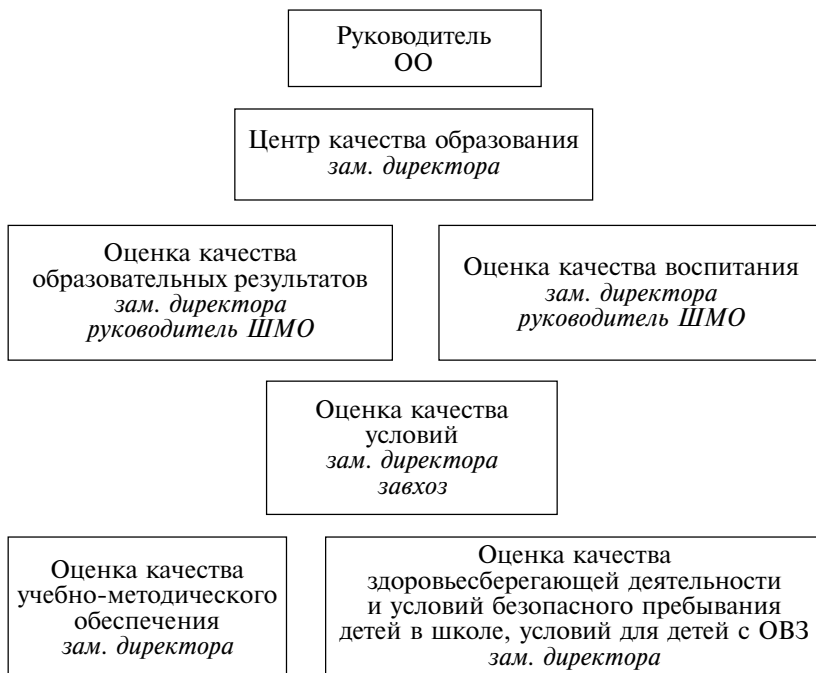 Руководитель
ОО
Центр качества образования
зам. директора
Оценка качества
образовательных результатов
зам. директора
руководитель ШМО
Оценка качества воспитания
зам. директора
руководитель ШМО
Оценка качества
условий
зам. директора
завхоз
Оценка качества
учебно-методического
обеспечения
зам. директора
Оценка качества
здоровьесберегающей деятельности
и условий безопасного пребывания
детей в школе, условий для детей с ОВЗ
зам. директора